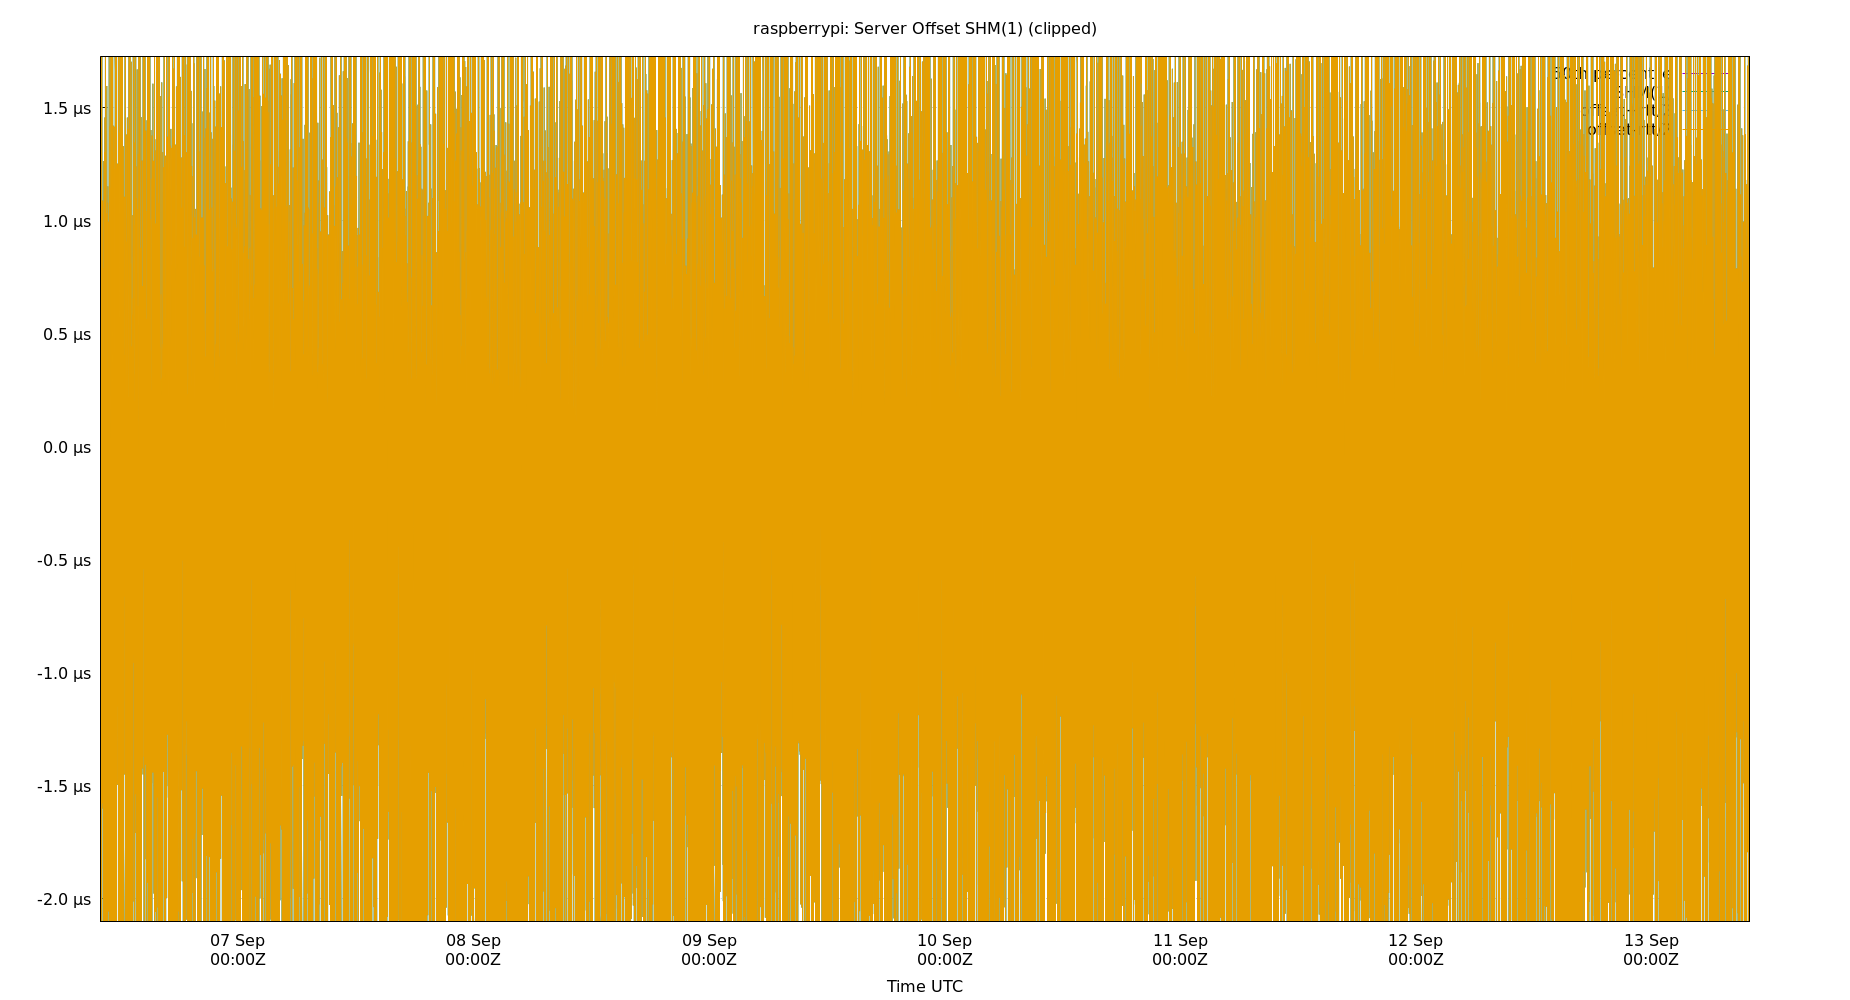 raspberrypi: Server Offset SHM(1) (clipped)
1.5 µs
1.0 µs
0.5 µs
0.0 µs
-0.5 µs
-1.0 µs
-1.5 µs
-2.0 µs
07 Sep
00:00Z
08 Sep
00:00Z
09 Sep
00:00Z
10 Sep
00:00Z
11 Sep
00:00Z
12 Sep
00:00Z
13 Sep
00:00Z
Time UTC